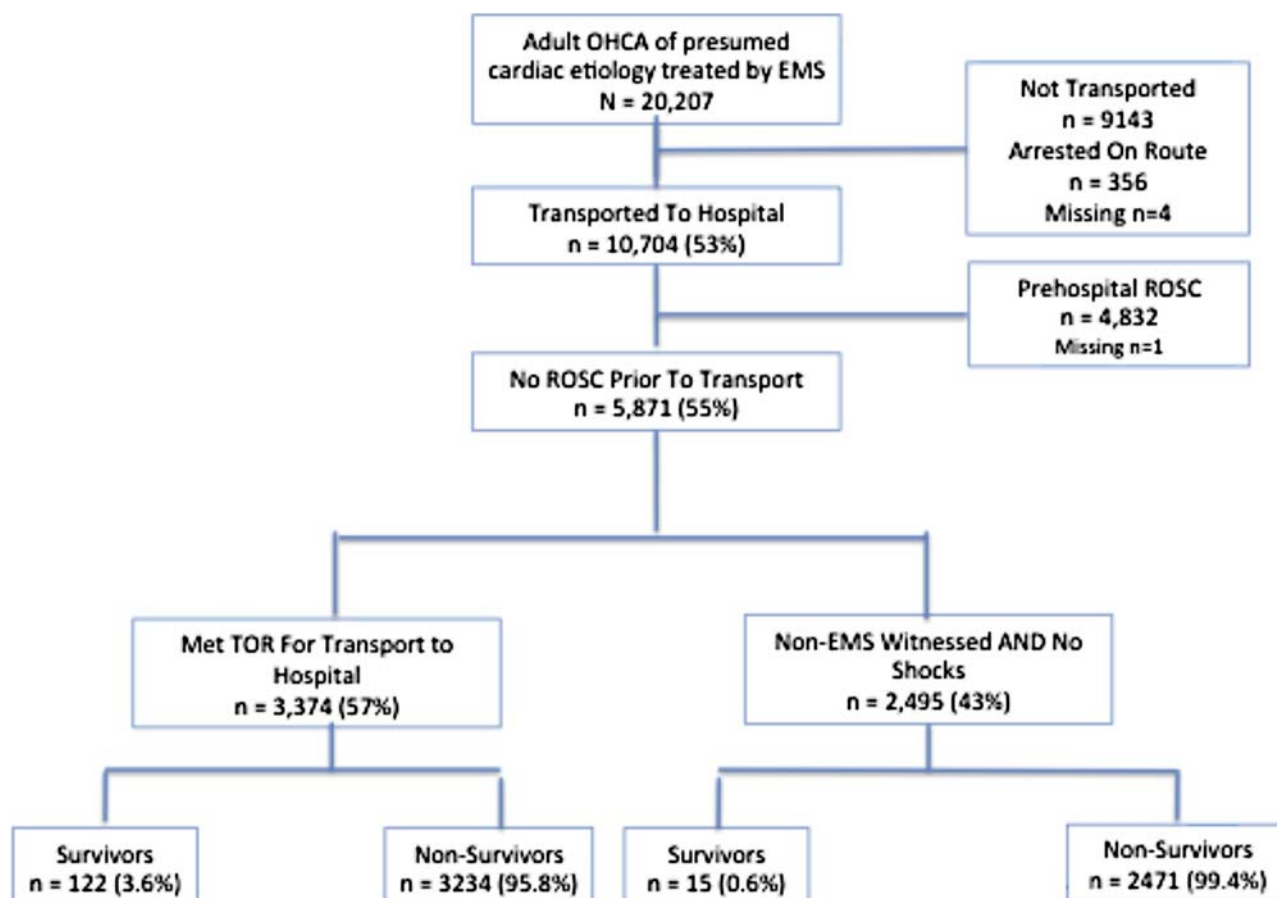 Adult OHCA of presumed
cardiac etiology treated by EMS
N = 20,207
Not Transported
n = 9143
Arrested On Route
n = 356
Missing n=4
Transported To Hospital
n = 10,704 (53%)
Prehospital ROSC
n = 4,832
Missing n=1
No ROSC Prior To Transport
n = 5,871 (55%)
Met TOR For Transport to
Hospital
n = 3,374 (57%)
Non-EMS Witnessed AND No
Shocks
n = 2,495 (43%)
Survivors
n = 122 (3.6%)
Non-Survivors
n = 3234 (95.8%)
Survivors
n = 15 (0.6%)
Non-Survivors
n = 2471 (99.4%)